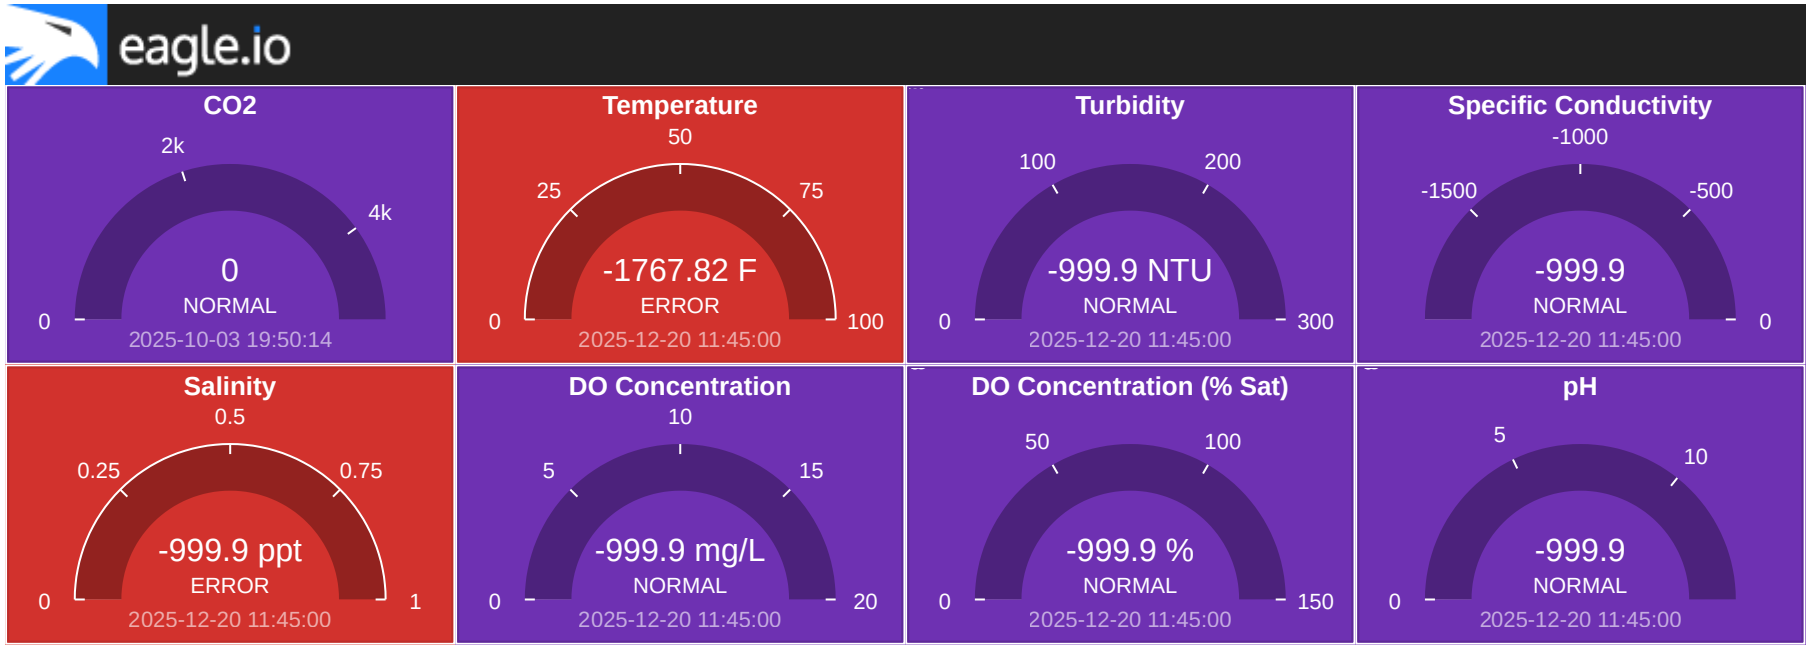 eagle.io
CO2
2k
4k
0
0
NORMAL
2025-10-03 19:50:14
Temperature
50
25
75
-1767.82 F
ERROR
0
100
2025-12-20 11:45:00
Turbidity
100
200
-999.9 NTU
NORMAL
0
300
2025-12-20 11:45:00
Specific Conductivity
-1000
-1500
-500
-999.9
NORMAL
0
2025-12-20 11:45:00
Salinity
0.5
0.25
0.75
-999.9 ppt
ERROR
0
1
2025-12-20 11:45:00
DO Concentration
10
5
15
-999.9 mg/L
NORMAL
0
20
2025-12-20 11:45:00
DO Concentration (% Sat)
50
100
-999.9 %
NORMAL
0
150
2025-12-20 11:45:00
pH
5
10
-999.9
NORMAL
0
2025-12-20 11:45:00